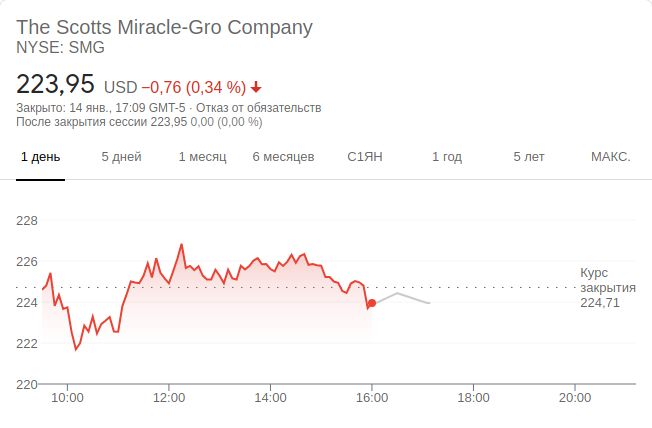 The Scotts Miracle-Gro Company
NYSE: SMG
223,95 USD −0,76 (0,34 %)
Закрыто: 14 янв., 17:09 GMT-5 · Отказ от обязательств
После закрытия сессии 223,95 0,00 (0,00 %)
1 день 5 дней 1 месяц 6 месяцев С1ЯН 1 год 5 лет МАКС.
228
226
224
222
220
Курс
закрытия
224,71
10:00 12:00 14:00 16:00 18:00 20:00